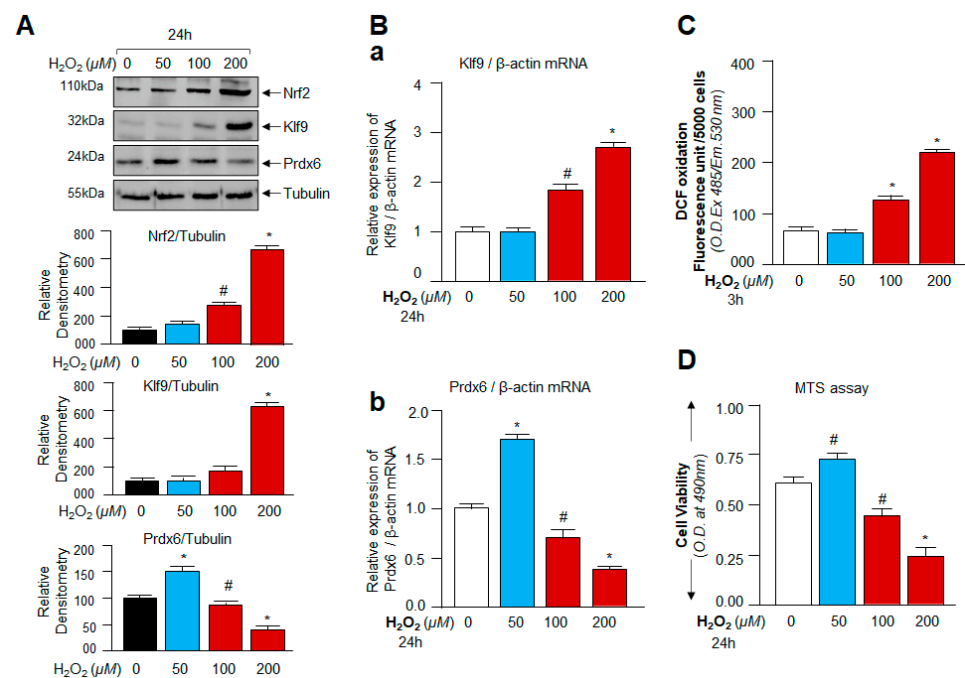 A
24h
H₂O₂ (µM) 0 50 100 200
110kDa
Nrf2
32kDa
Klf9
24kDa
Prdx6
55kDa
Tubulin
Nrf2/Tubulin
Relative
Densitometry
800
600
400
200
000
#
*
H₂O₂ (µM) 0 50 100 200
Klf9/Tubulin
Relative
Densitometry
800
600
400
200
000
*
H₂O₂ (µM) 0 50 100 200
Prdx6/Tubulin
Relative
Densitometry
200
150
100
50
00
*
#
*
H₂O₂ (µM) 0 50 100 200
B
a
Klf9 / β-actin mRNA
Relative expression of
Klf9 / β-actin mRNA
4
3
2
1
0
#
*
H₂O₂ (µM) 0 50 100 200
24h
b
Prdx6 / β-actin mRNA
Relative expression of
Prdx6 / β-actin mRNA
2.0
1.5
1.0
0.5
0.0
*
#
*
H₂O₂ (µM) 0 50 100 200
24h
C
DCF oxidation
Fluorescence unit /5000 cells
(O.D.Ex 485/Em.530 nm)
400
300
200
100
000
*
*
H₂O₂ (µM) 0 50 100 200
3h
D
MTS assay
Cell Viability
(O.D. at 490nm)
1.00
0.75
0.50
0.25
0.00
#
#
*
H₂O₂ (µM) 0 50 100 200
24h